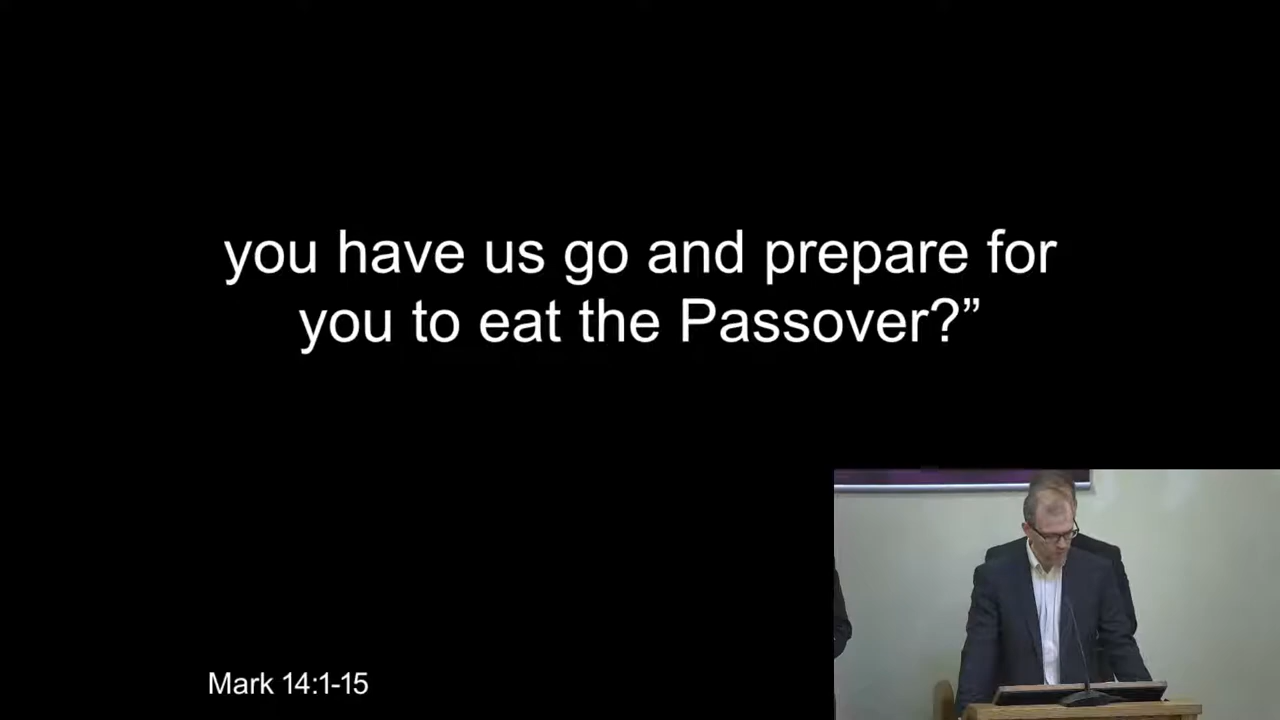 you have us go and prepare for
you to eat the Passover?”
Mark 14:1-15